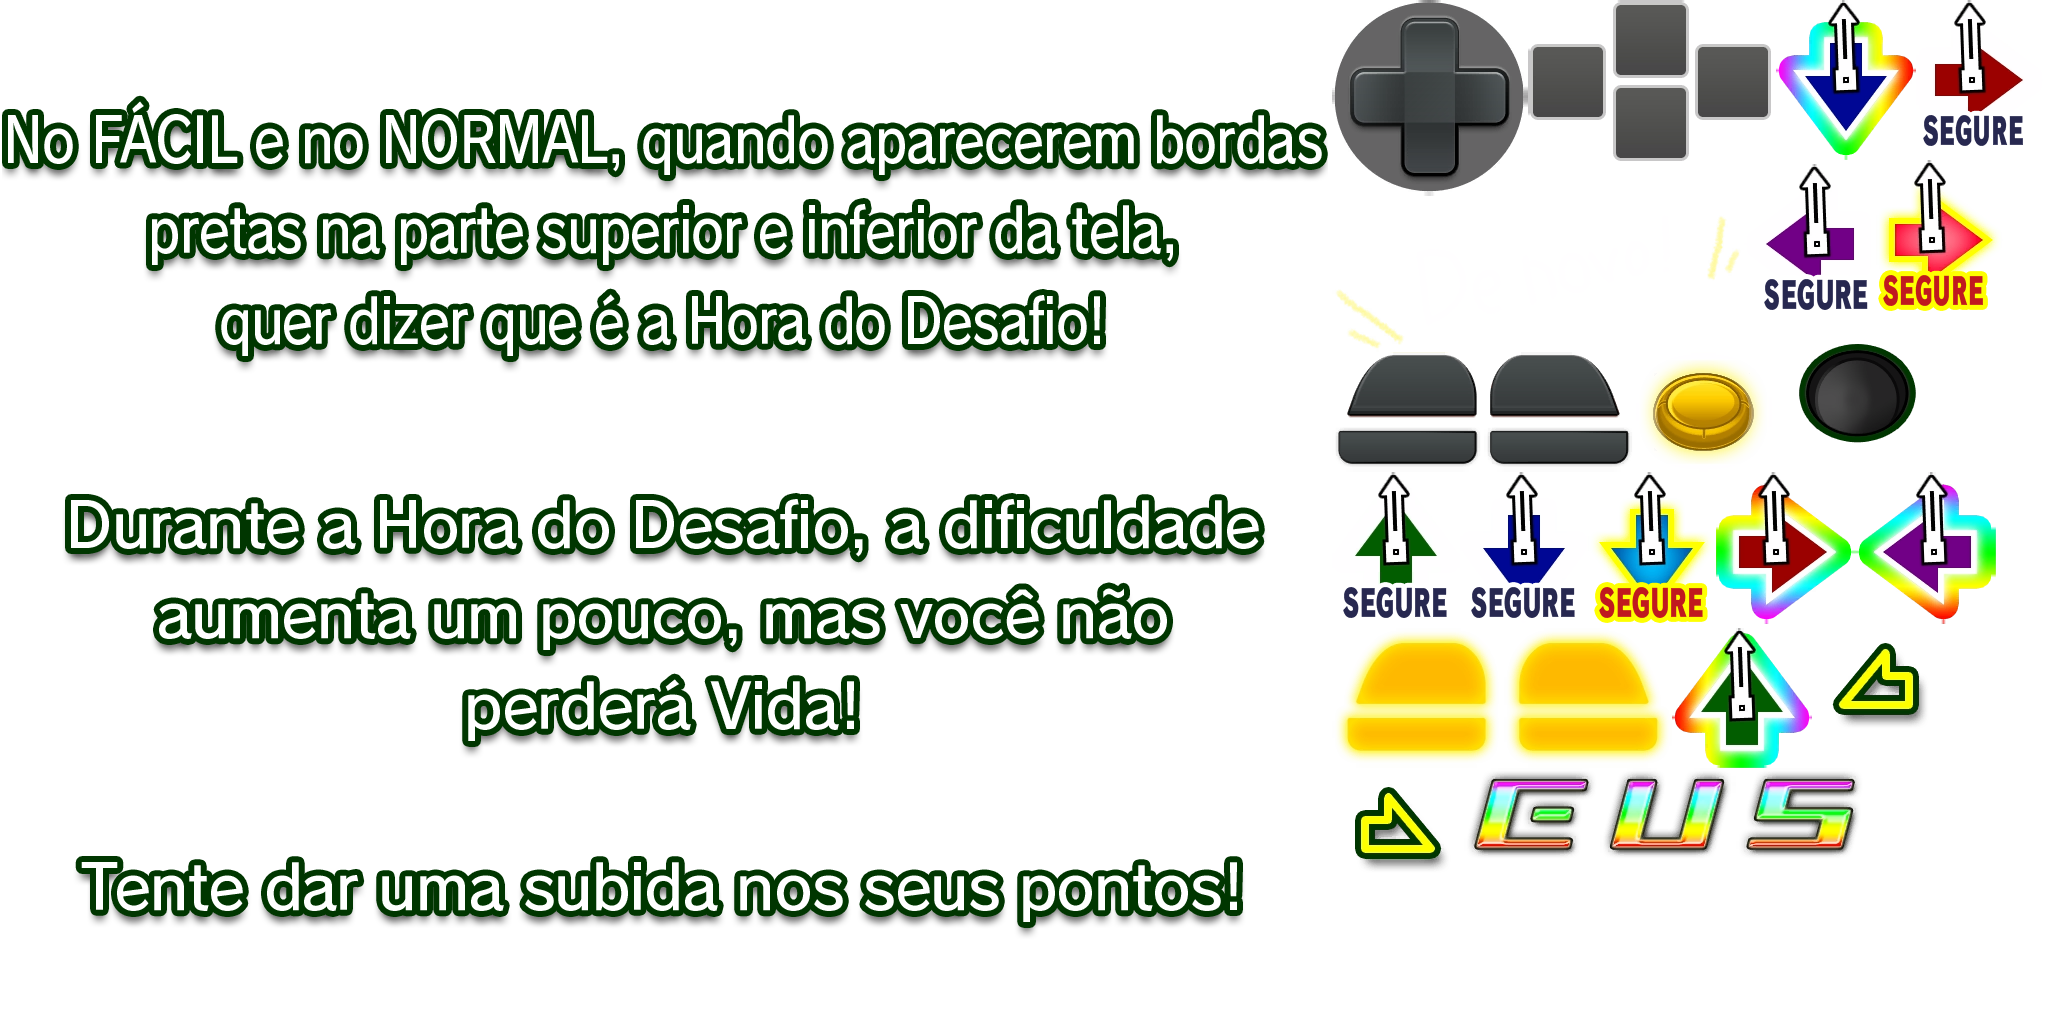 No FÁCIL e no NORMAL, quando aparecerem bordas
pretas na parte superior e inferior da tela,
quer dizer que é a Hora do Desafio!
Durante a Hora do Desafio, a dificuldade
aumenta um pouco, mas você não
perderá Vida!
Tente dar uma subida nos seus pontos!
SEGURE
SEGURE
SEGURE
De novo!
SEGURE
SEGURE
SEGURE
E U S